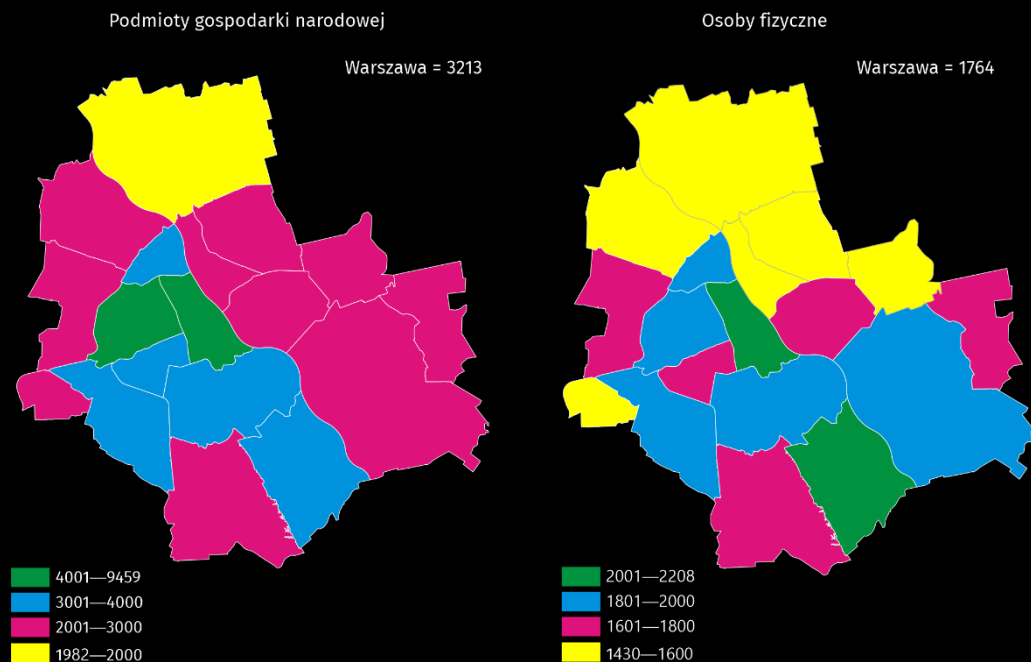 Podmioty gospodarki narodowej
Warszawa = 3213
4001—9459
3001—4000
2001—3000
1982—2000
Osoby fizyczne
Warszawa = 1764
2001—2208
1801—2000
1601—1800
1430—1600